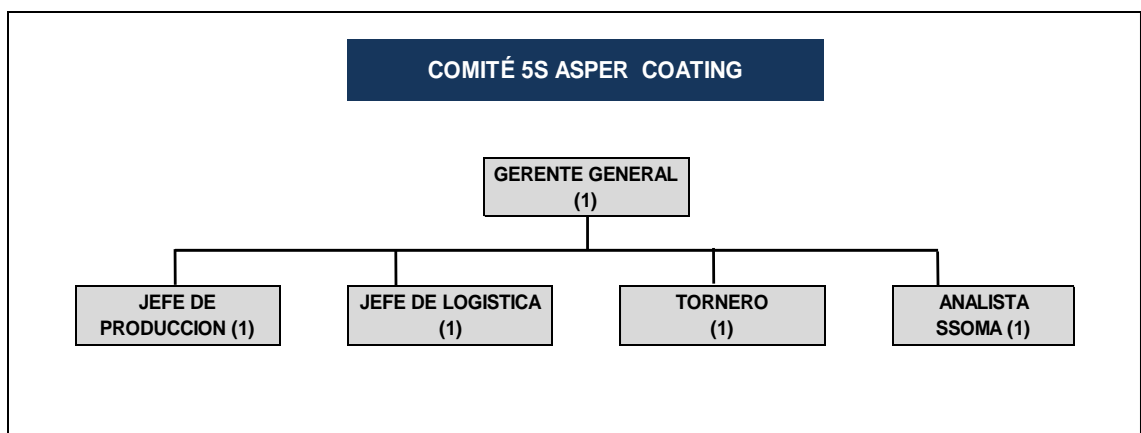 COMITÉ 5S ASPER COATING
GERENTE GENERAL
(1)
JEFE DE
PRODUCCION (1)
JEFE DE LOGISTICA
(1)
TORNERO
(1)
ANALISTA
SSOMA (1)